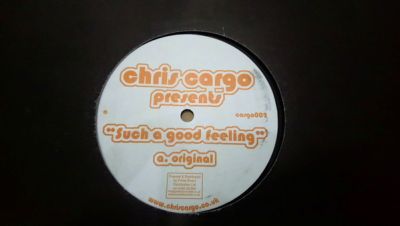 chris cargo
presents
cargo002
"Such a good feeling"
a. original
www.chriscargo.co.uk